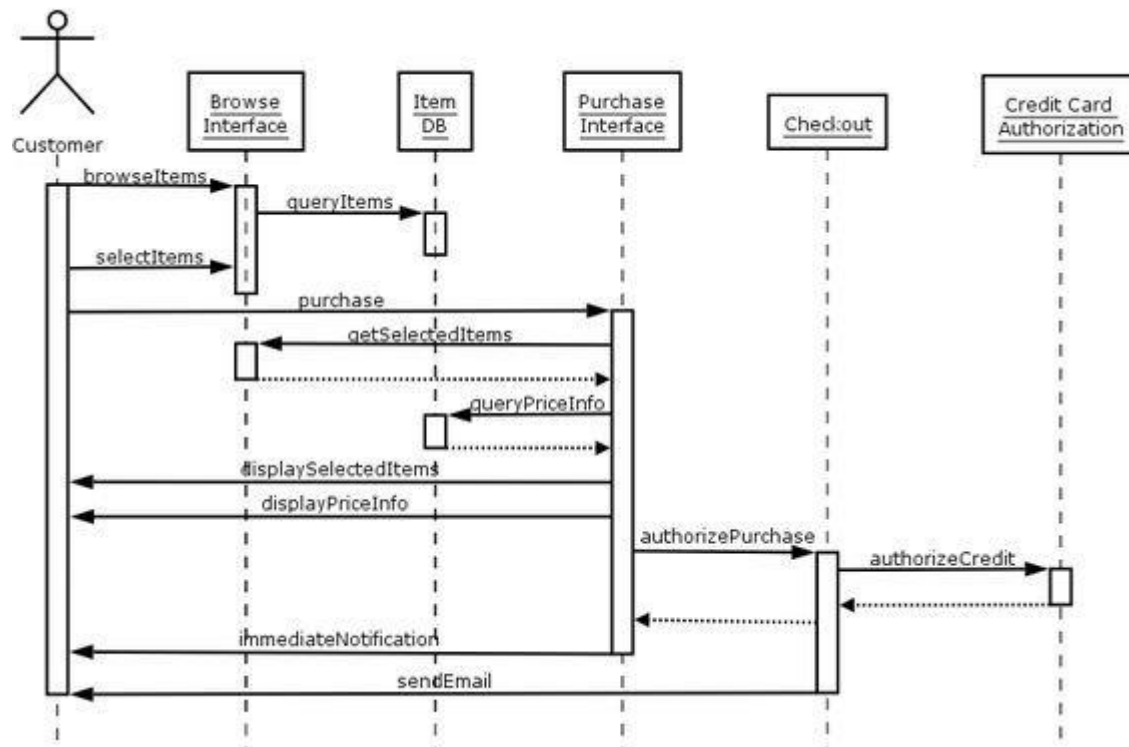 Browse
Interface
Item
DB
Purchase
Interface
Checkout
Credit Card
Authorization
Customer
browseItems
queryItems
selectItems
purchase
getSelectedItems
queryPriceInfo
displaySelectedItems
displayPriceInfo
authorizePurchase
authorizeCredit
immediateNotification
sendEmail